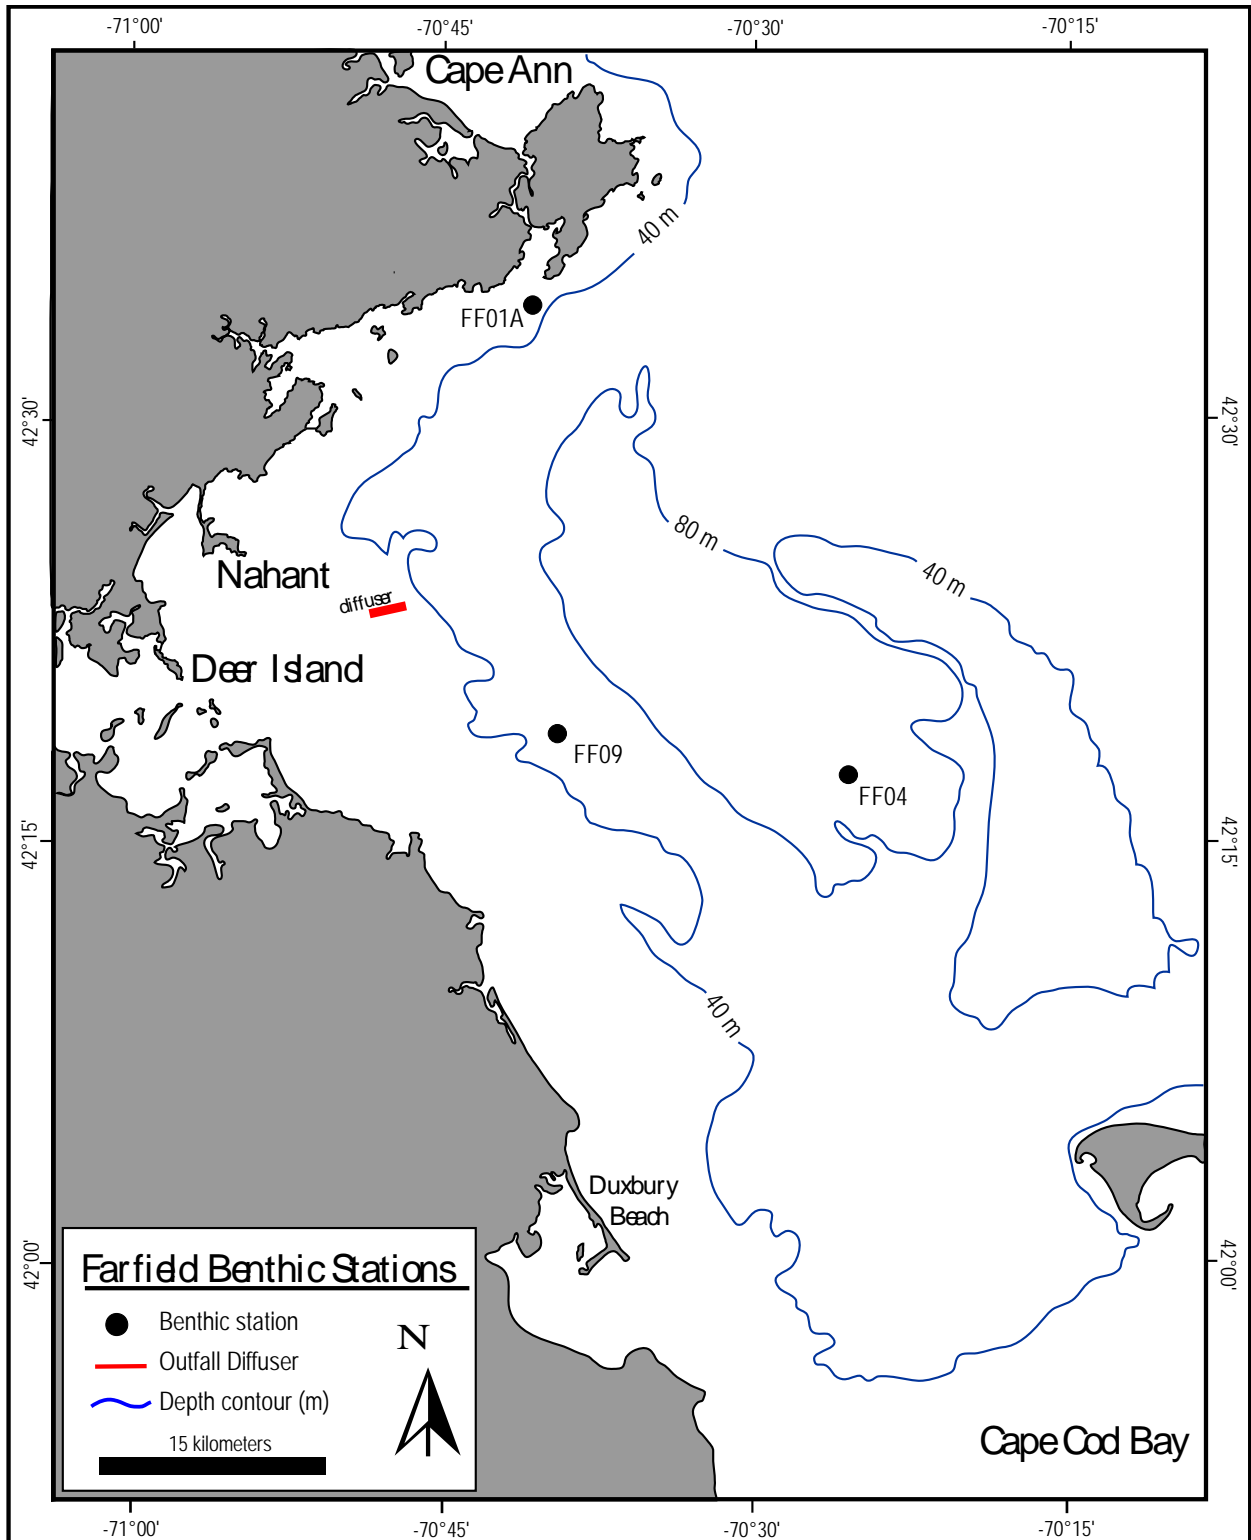 -71°00'
-70°45'
-70°30'
-70°15'
Cape Ann
40 m
FF01A
42°30'
42°30'
80 m
40 m
Nahant
diffuser
Deer Island
FF09
FF04
42°15'
42°15'
40 m
Duxbury
Beach
42°00'
42°00'
Farfield Benthic Stations
Benthic station
N
Outfall Diffuser
Depth contour (m)
15 kilometers
Cape Cod Bay
-71°00'
-70°45'
-70°30'
-70°15'